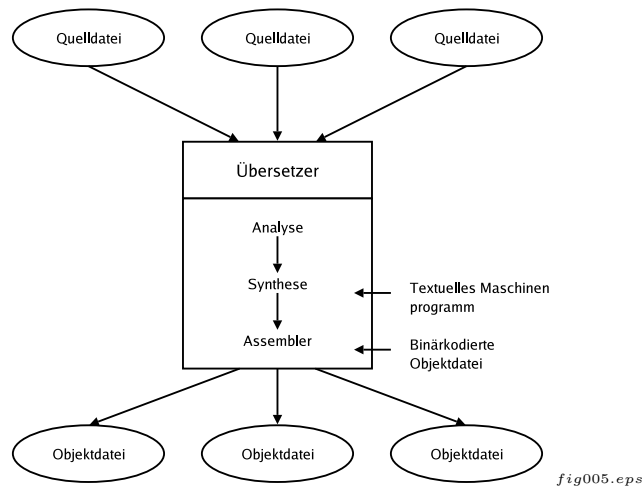 Quelldatei
Quelldatei
Quelldatei
Übersetzer
Analyse
Synthese
Textuelles Maschinen
programm
Assembler
Binärkodierte
Objektdatei
Objektdatei
Objektdatei
Objektdatei
fig005.eps